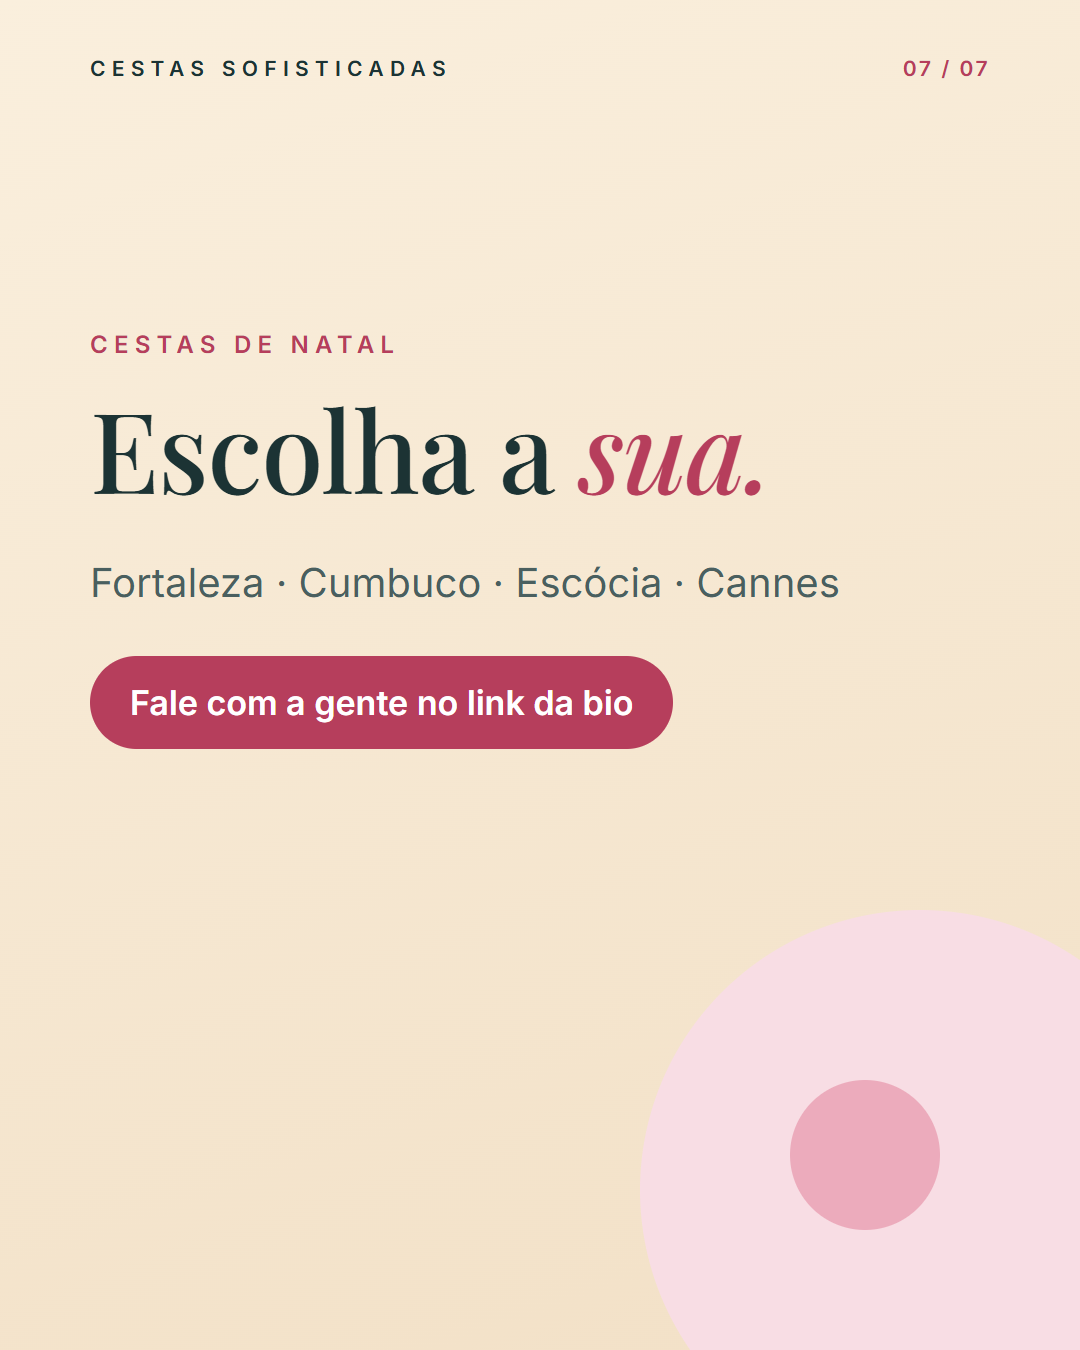 CESTAS SOFISTICADAS
07 / 07
CESTAS DE NATAL
Escolha a sua.
Fortaleza · Cumbuco · Escócia · Cannes
Fale com a gente no link da bio